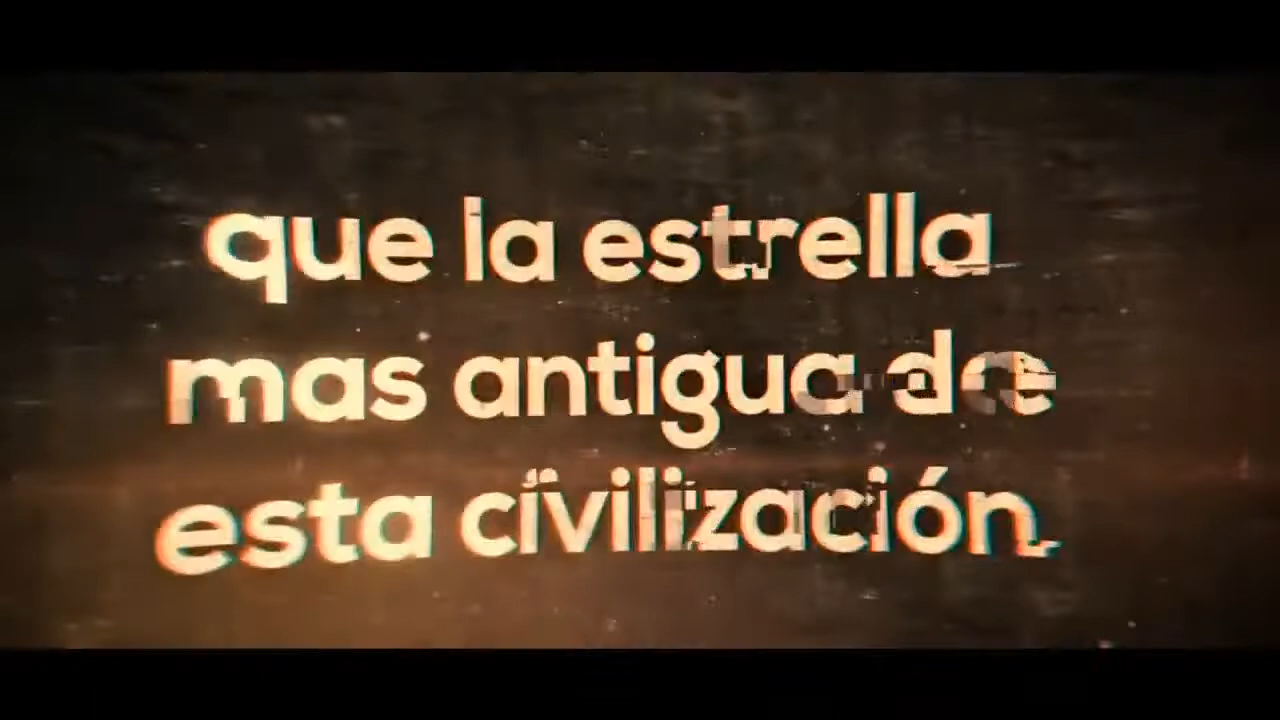 que la estrella
mas antigua de
esta civilización.